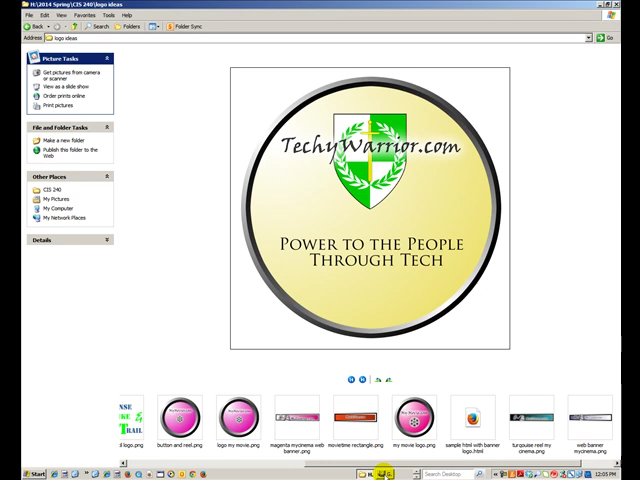 H:\2014 Spring\CIS 240\logo ideas
File Edit View Favorites Tools Help
Back Search Folders Folder Sync
Address logo ideas Go
Picture Tasks
Get pictures from camera
or scanner
View as a slide show
Order prints online
Print pictures
File and Folder Tasks
Make a new folder
Publish this folder to the
Web
Other Places
CIS 240
My Pictures
My Computer
My Network Places
Details
TechyWarrior.com
Power to the People
Through Tech
NSE
TRAIL
logo.png
button and reel.png
logo my movie.png
magenta mycinema web
banner.png
movietime rectangle.png
my movie logo.png
sample html with banner
logo.html
turquoise reel my
cinema.png
web banner
mycinema.png
Start
Search Desktop
12:05 PM